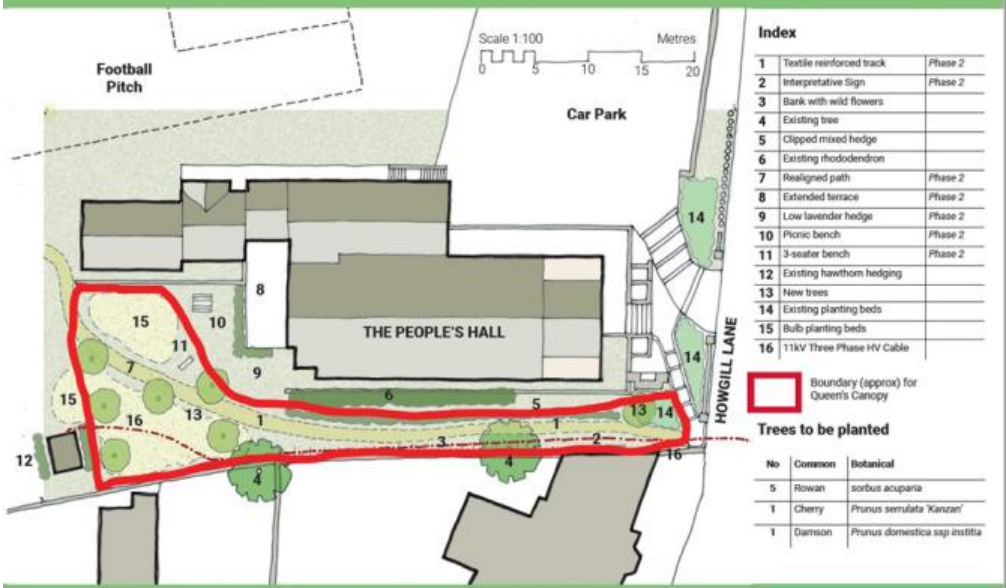 Football
Pitch
Scale 1:100 Metres
0 5 10 15 20
Car Park
14
8
15
10
THE PEOPLE'S HALL
HOWGILL LANE
14
11
7
9
6
15
13
5
13
14
16
1
1
3
2
12
4
4
16
Index
1 Textile reinforced track Phase 2
2 Interpretative Sign Phase 2
3 Bank with wild flowers
4 Existing tree
5 Clipped mixed hedge
6 Existing rhododendron
7 Realigned path Phase 2
8 Extended terrace Phase 2
9 Low lavender hedge Phase 2
10 Picnic bench Phase 2
11 3-seater bench Phase 2
12 Existing hawthorn hedging
13 New trees
14 Existing planting beds
15 Bulb planting beds
16 11kV Three Phase HV Cable
Boundary (approx) for
Queen's Canopy
Trees to be planted
No Common Botanical
5 Rowan sorbus acuparia
1 Cherry Prunus serrulata 'Kanzan'
1 Damson Prunus domestica ssp institia